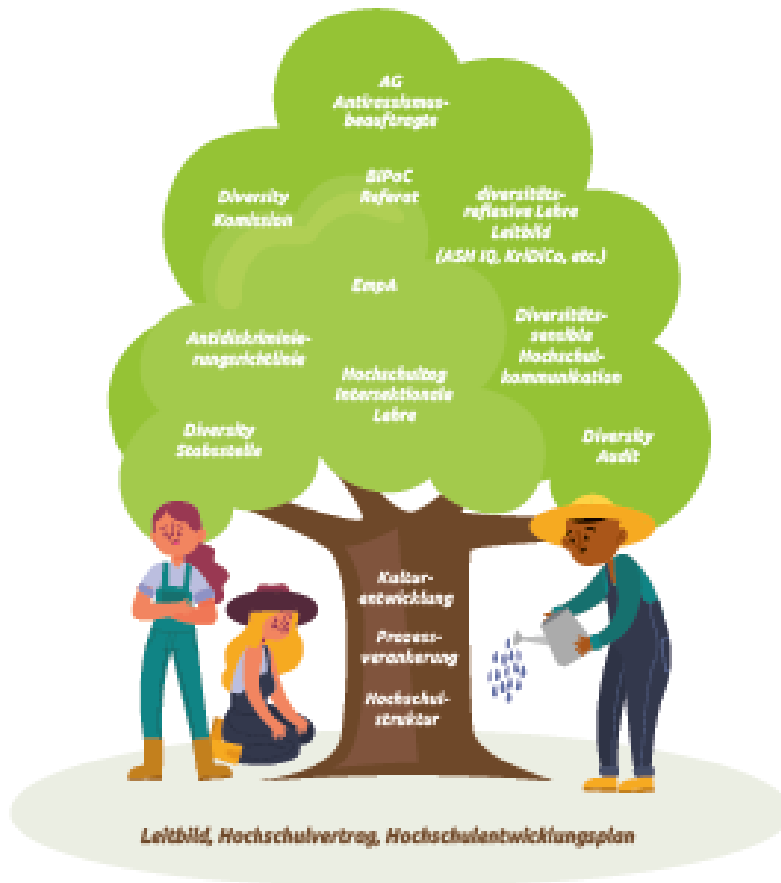 AG
Antirassismus-
beauftragte
BIPoC
Referat
Diversity
Komission
diversitäts-
reflexive Lehre
Leitbild
(ASH IQ, KriDiCo, etc.)
EmpA
Antidiskriminie-
rungsrichtlinie
Diversitäts-
sensible
Hochschul-
kommunikation
Hochschultag
Intersektionale
Lehre
Diversity
Stabsstelle
Diversity
Audit
Kultur-
entwicklung
Prozess-
verankerung
Hochschul-
struktur
Leitbild, Hochschulvertrag, Hochschulentwicklungsplan